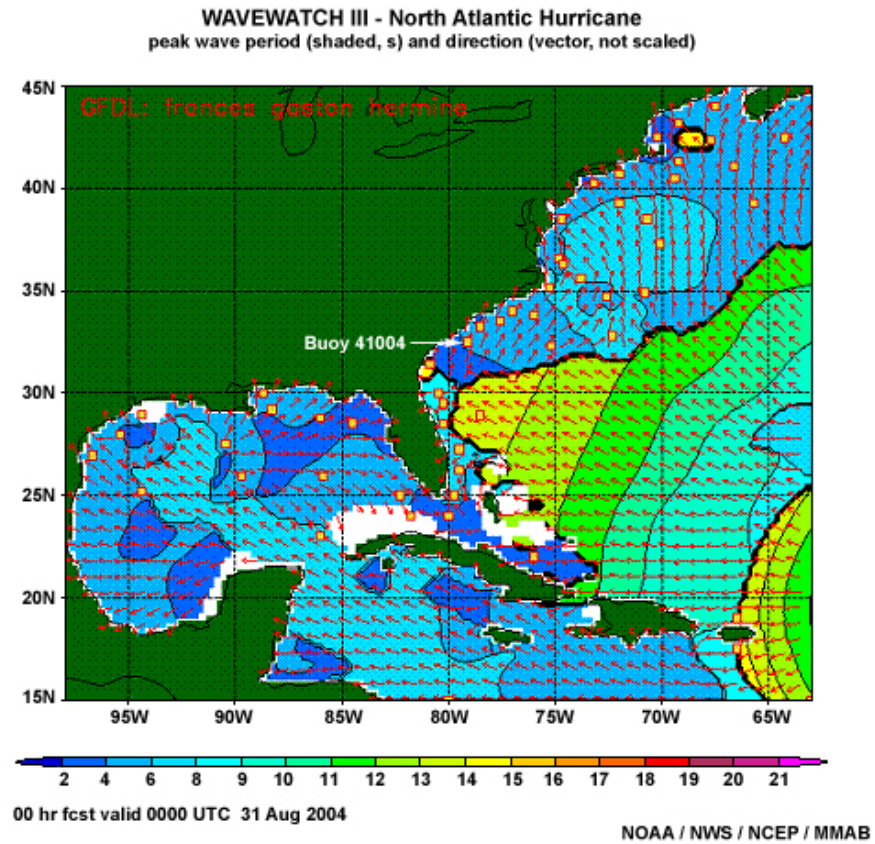 WAVEWATCH III - North Atlantic Hurricane
peak wave period (shaded, s) and direction (vector, not scaled)
45N
GFDL: frances gaston hermine
40N
35N
Buoy 41004
30N
25N
20N
15N
95W 90W 85W 80W 75W 70W 65W
2 4 6 8 9 10 11 12 13 14 15 16 17 18 19 20 21
00 hr fcst valid 0000 UTC 31 Aug 2004
NOAA / NWS / NCEP / MMAB